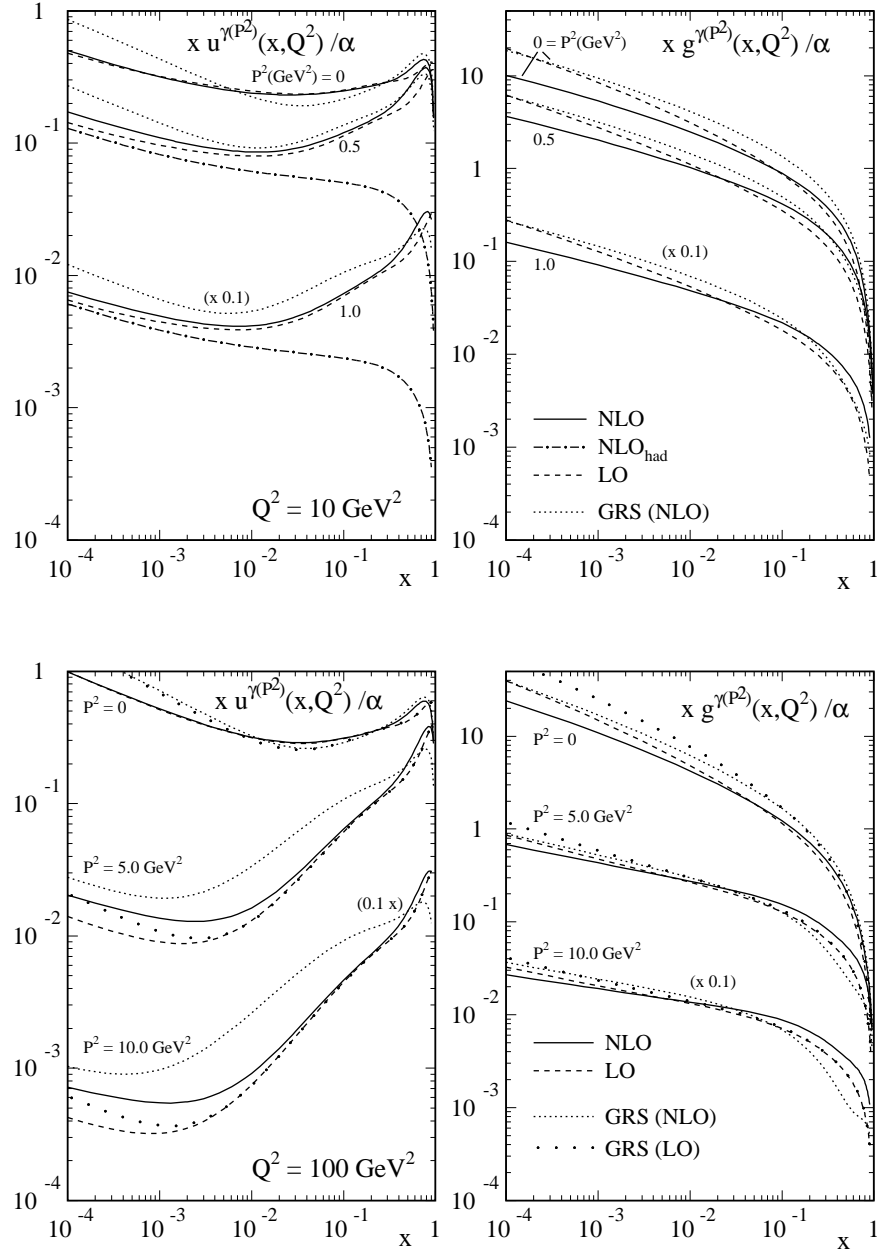 x u^γ(P²)(x,Q²) /α
P²(GeV²) = 0
0.5
(x 0.1)
1.0
Q² = 10 GeV²
1
10⁻¹
10⁻²
10⁻³
10⁻⁴
10⁻⁴ 10⁻³ 10⁻² 10⁻¹ 1
x
x g^γ(P²)(x,Q²) /α
0 = P²(GeV²)
0.5
(x 0.1)
1.0
NLO
NLO_had
LO
GRS (NLO)
10
1
10⁻¹
10⁻²
10⁻³
10⁻⁴
10⁻⁴ 10⁻³ 10⁻² 10⁻¹ 1
x
x u^γ(P²)(x,Q²) /α
P² = 0
P² = 5.0 GeV²
(0.1 x)
P² = 10.0 GeV²
Q² = 100 GeV²
1
10⁻¹
10⁻²
10⁻³
10⁻⁴
10⁻⁴ 10⁻³ 10⁻² 10⁻¹ 1
x
x g^γ(P²)(x,Q²) /α
P² = 0
P² = 5.0 GeV²
P² = 10.0 GeV²
(x 0.1)
NLO
LO
GRS (NLO)
GRS (LO)
10
1
10⁻¹
10⁻²
10⁻³
10⁻⁴
10⁻⁴ 10⁻³ 10⁻² 10⁻¹ 1
x